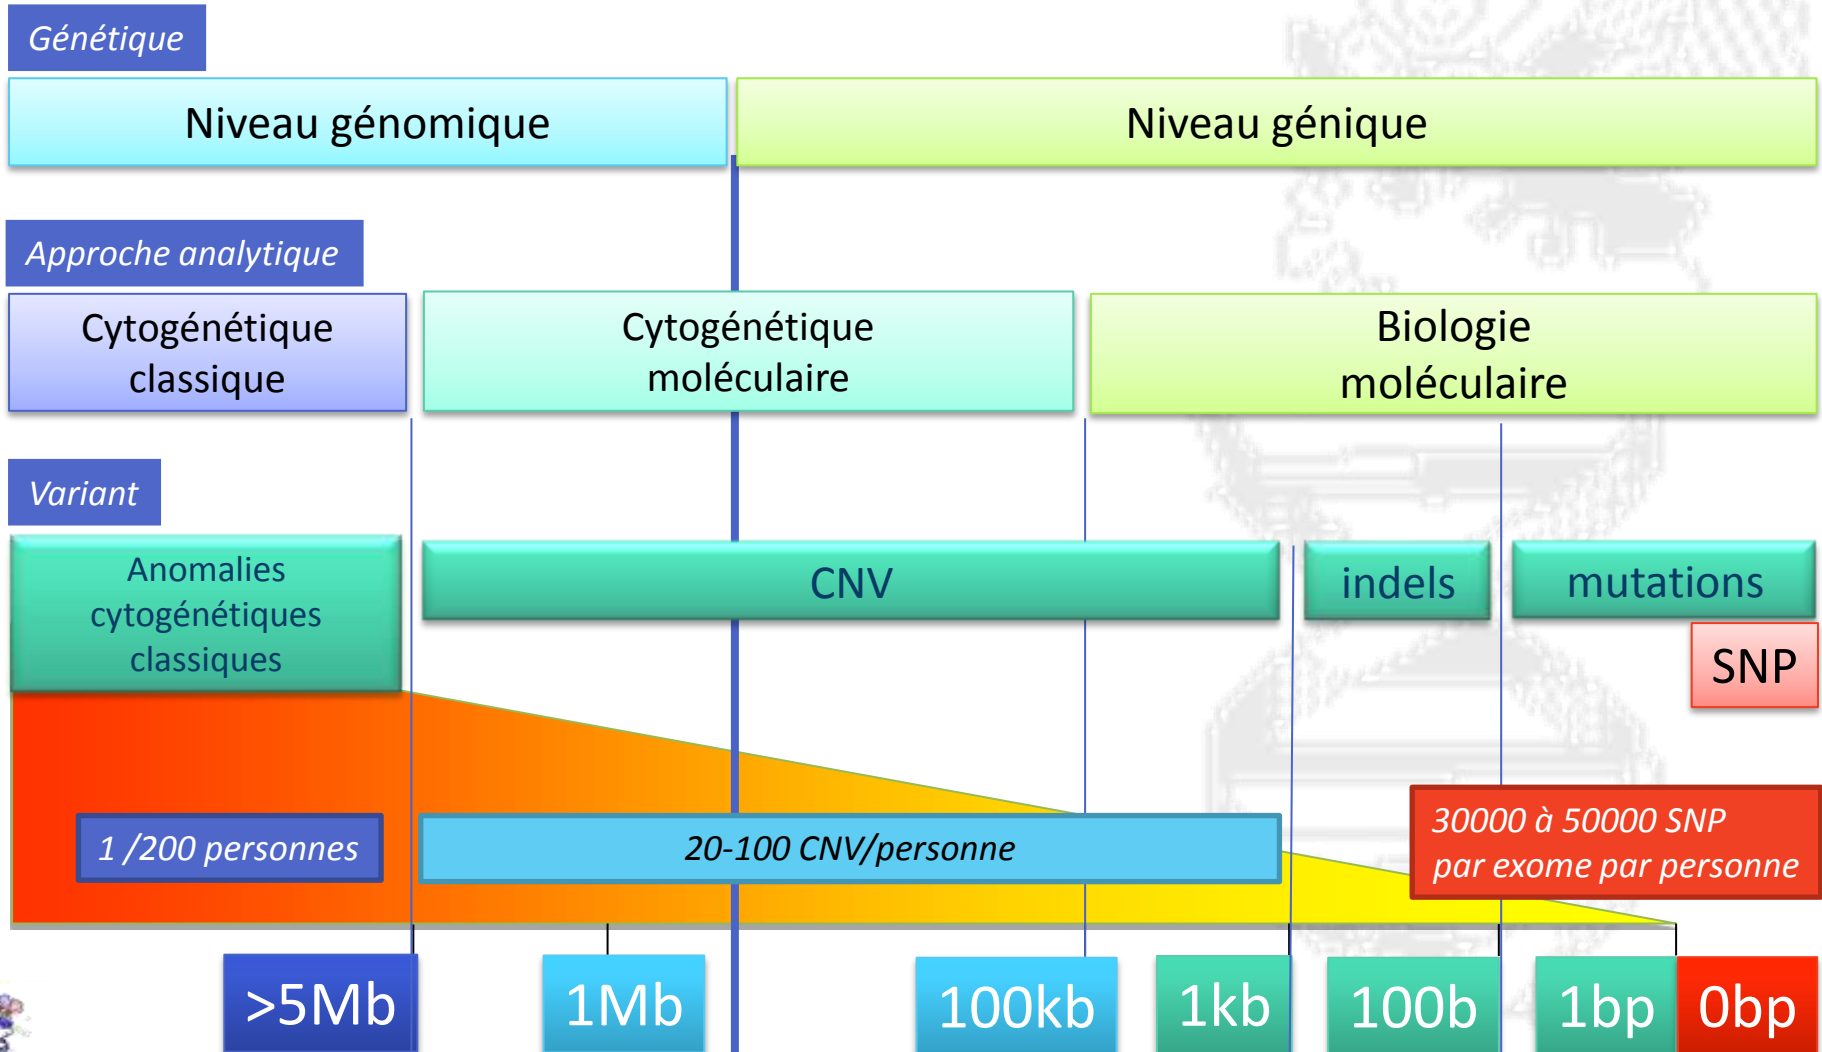 Génétique
Niveau génomique
Niveau génique
Approche analytique
Cytogénétique
classique
Cytogénétique
moléculaire
Biologie
moléculaire
Variant
Anomalies
cytogénétiques
classiques
CNV
indels
mutations
SNP
1 /200 personnes
20-100 CNV/personne
30000 à 50000 SNP
par exome par personne
>5Mb
1Mb
100kb
1kb
100b
1bp
0bp